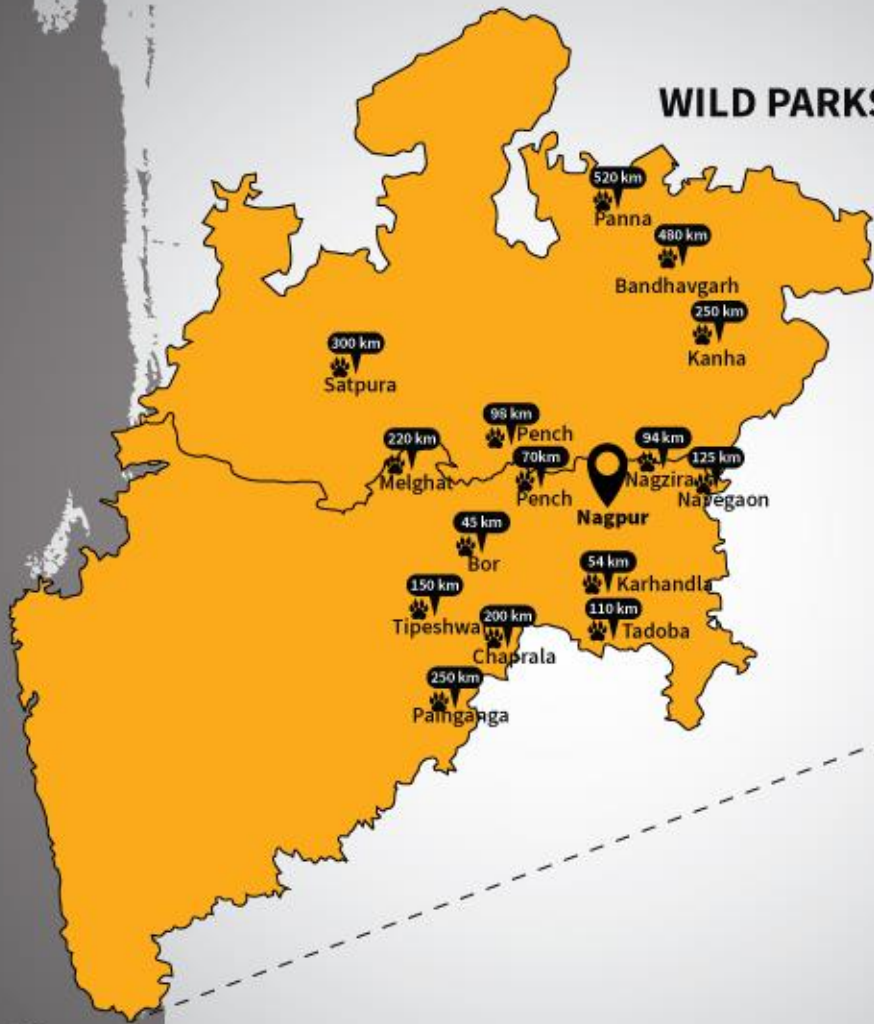 WILD PARKS
520 km
Panna
480 km
Bandhavgarh
250 km
Kanha
300 km
Satpura
98 km
Pench
220 km
Melghat
70km
Pench
94 km
Nagzira
125 km
Navegaon
Nagpur
45 km
Bor
54 km
Karhandla
150 km
Tipeshwa
110 km
Tadoba
200 km
Chaprala
250 km
Painganga